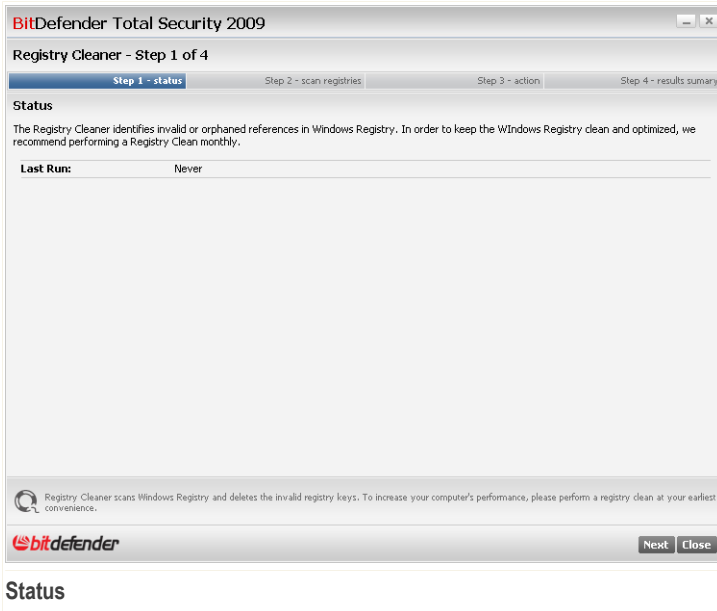 BitDefender Total Security 2009
Registry Cleaner - Step 1 of 4
Step 1 - status
Step 2 - scan registries
Step 3 - action
Step 4 - results sumary
Status
The Registry Cleaner identifies invalid or orphaned references in Windows Registry. In order to keep the WIndows Registry clean and optimized, we
recommend performing a Registry Clean monthly.
Last Run: Never
Registry Cleaner scans Windows Registry and deletes the invalid registry keys. To increase your computer's performance, please perform a registry clean at your earliest
convenience.
bitdefender
Next Close
Status